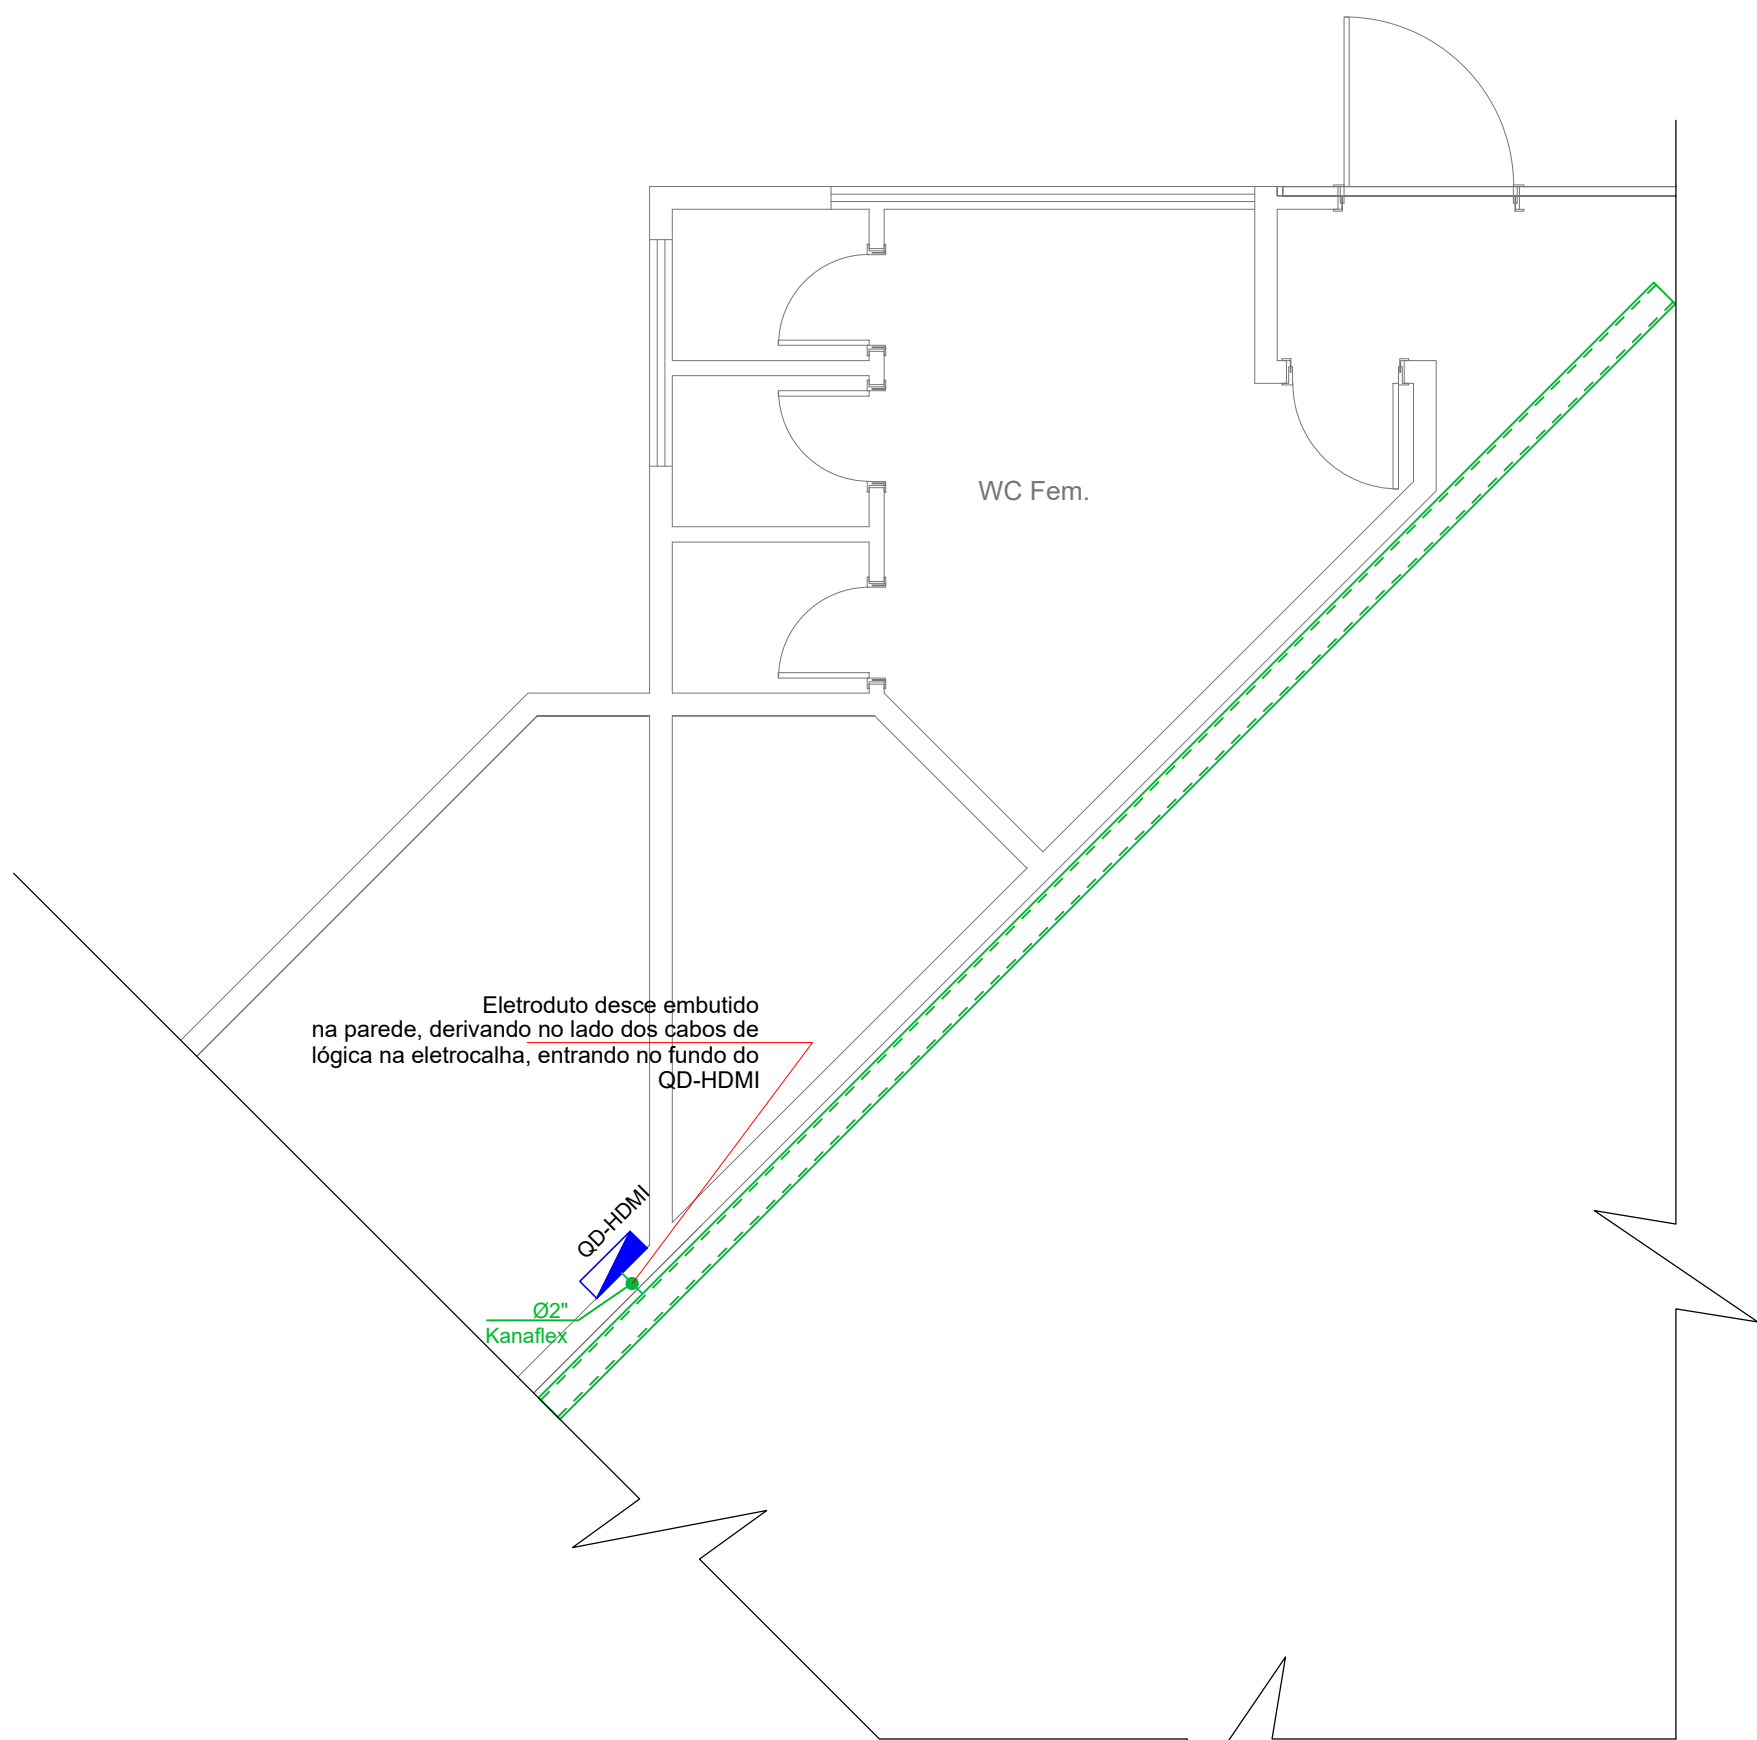 WC Fem.
Eletroduto desce embutido
na parede, derivando no lado dos cabos de
lógica na eletrocalha, entrando no fundo do
QD-HDMI
QD-HDMI
Ø2"
Kanaflex